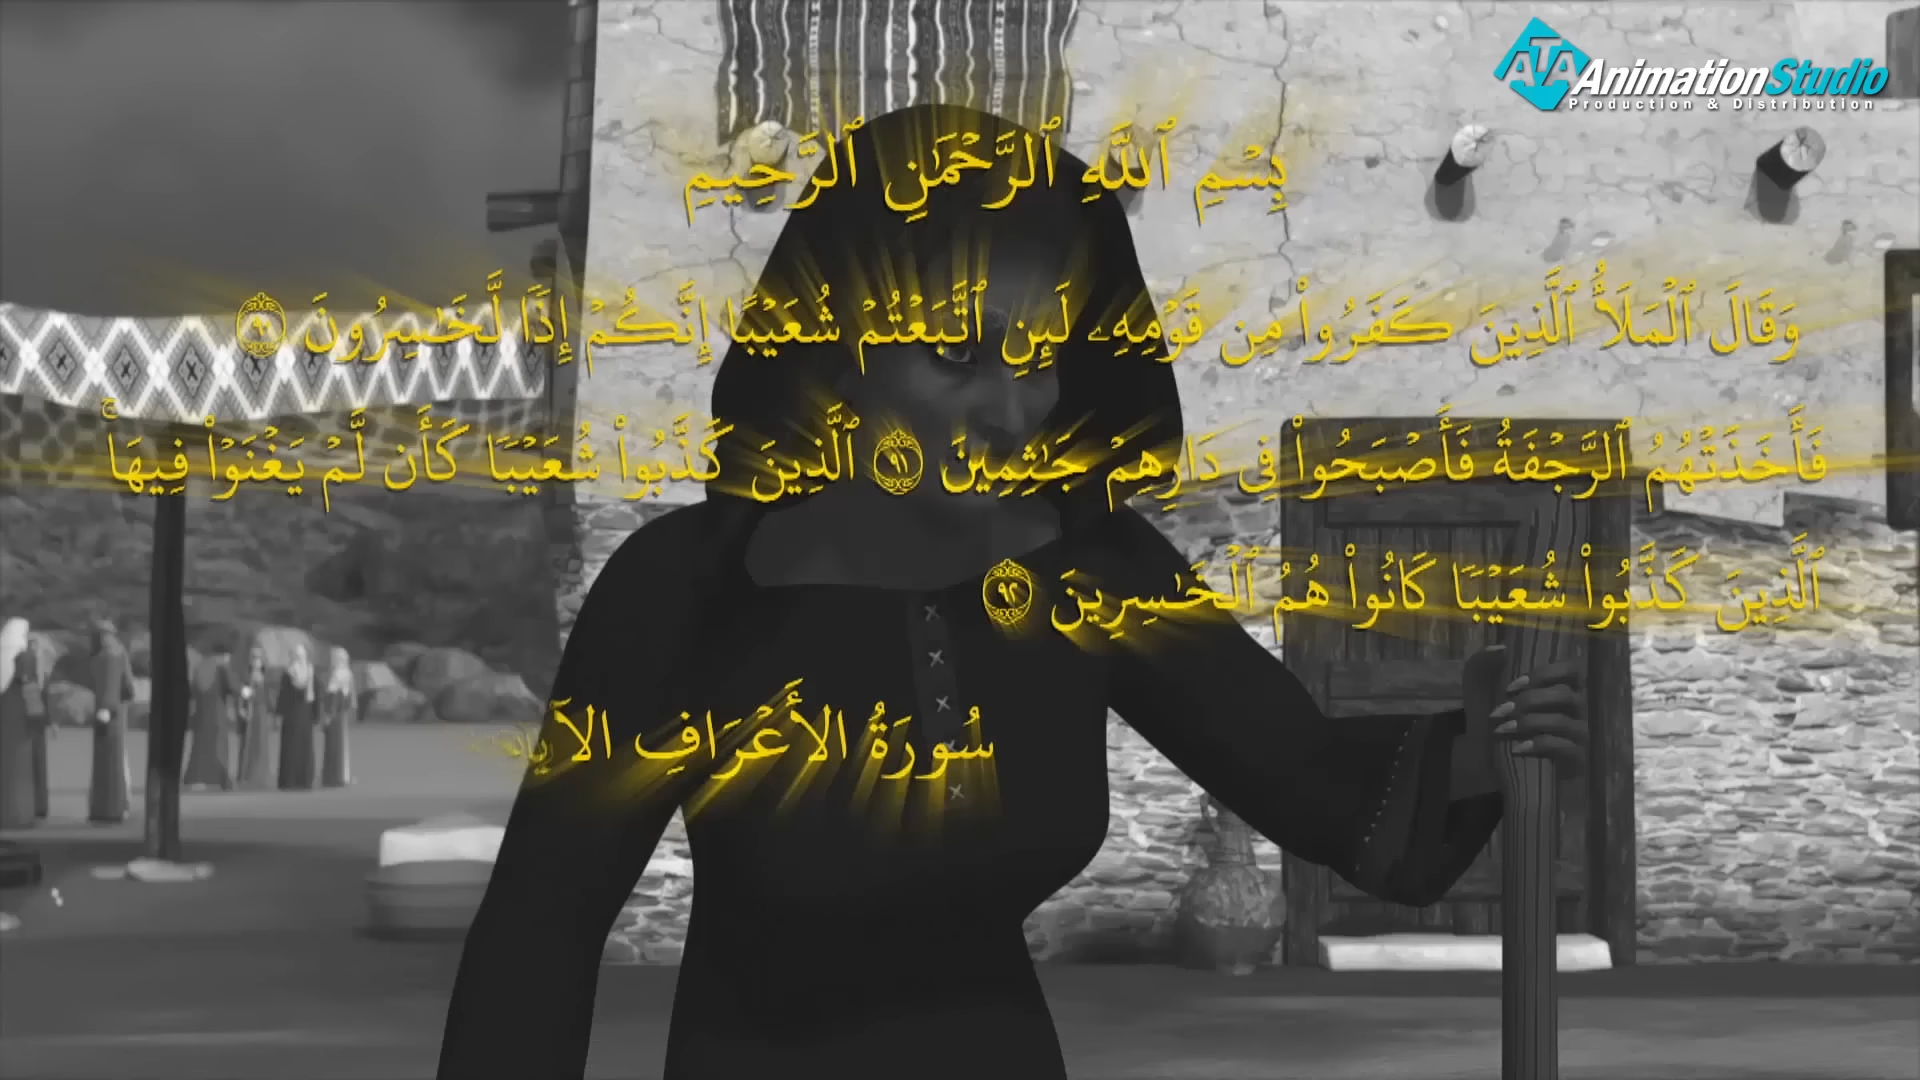 ATA AnimationStudio
Production & Distribution
بِسْمِ ٱللَّهِ ٱلرَّحْمَٰنِ ٱلرَّحِيمِ
وَقَالَ ٱلْمَلَأُ ٱلَّذِينَ كَفَرُوا۟ مِن قَوْمِهِۦ لَئِنِ ٱتَّبَعْتُمْ شُعَيْبًا إِنَّكُمْ إِذًا لَّخَٰسِرُونَ ٩٠
فَأَخَذَتْهُمُ ٱلرَّجْفَةُ فَأَصْبَحُوا۟ فِى دَارِهِمْ جَٰثِمِينَ ٩١ ٱلَّذِينَ كَذَّبُوا۟ شُعَيْبًا كَأَن لَّمْ يَغْنَوْا۟ فِيهَا ۚ
ٱلَّذِينَ كَذَّبُوا۟ شُعَيْبًا كَانُوا۟ هُمُ ٱلْخَٰسِرِينَ ٩٢
سُورَةُ الأَعْرَافِ